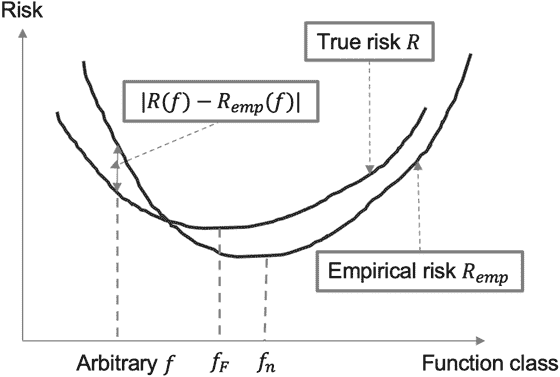 Risk
True risk R
|R(f) − R_emp(f)|
Empirical risk R_emp
Arbitrary f
f_F
f_n
Function class